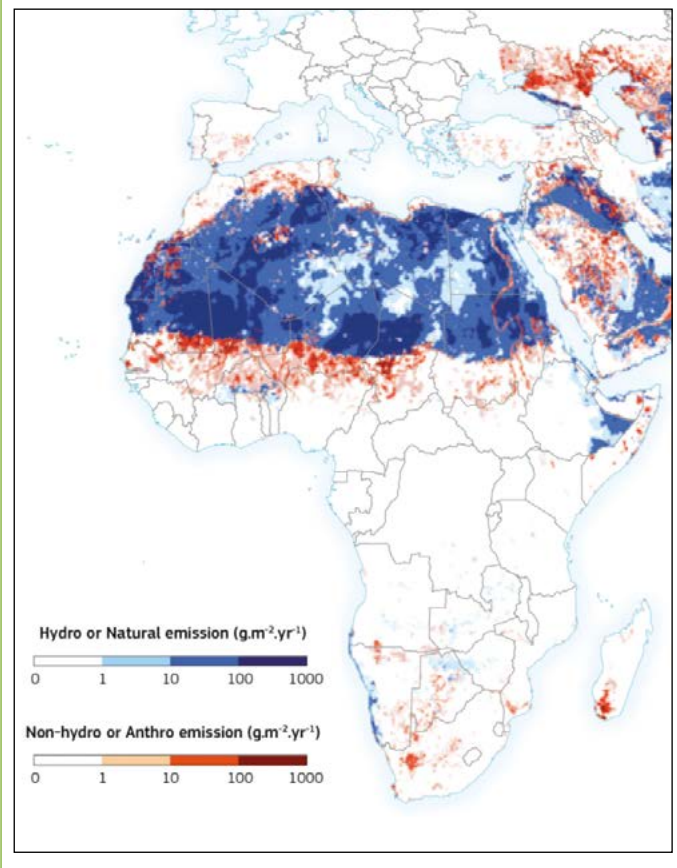 Hydro or Natural emission (g.m⁻².yr⁻¹)
0 1 10 100 1000
Non-hydro or Anthro emission (g.m⁻².yr⁻¹)
0 1 10 100 1000